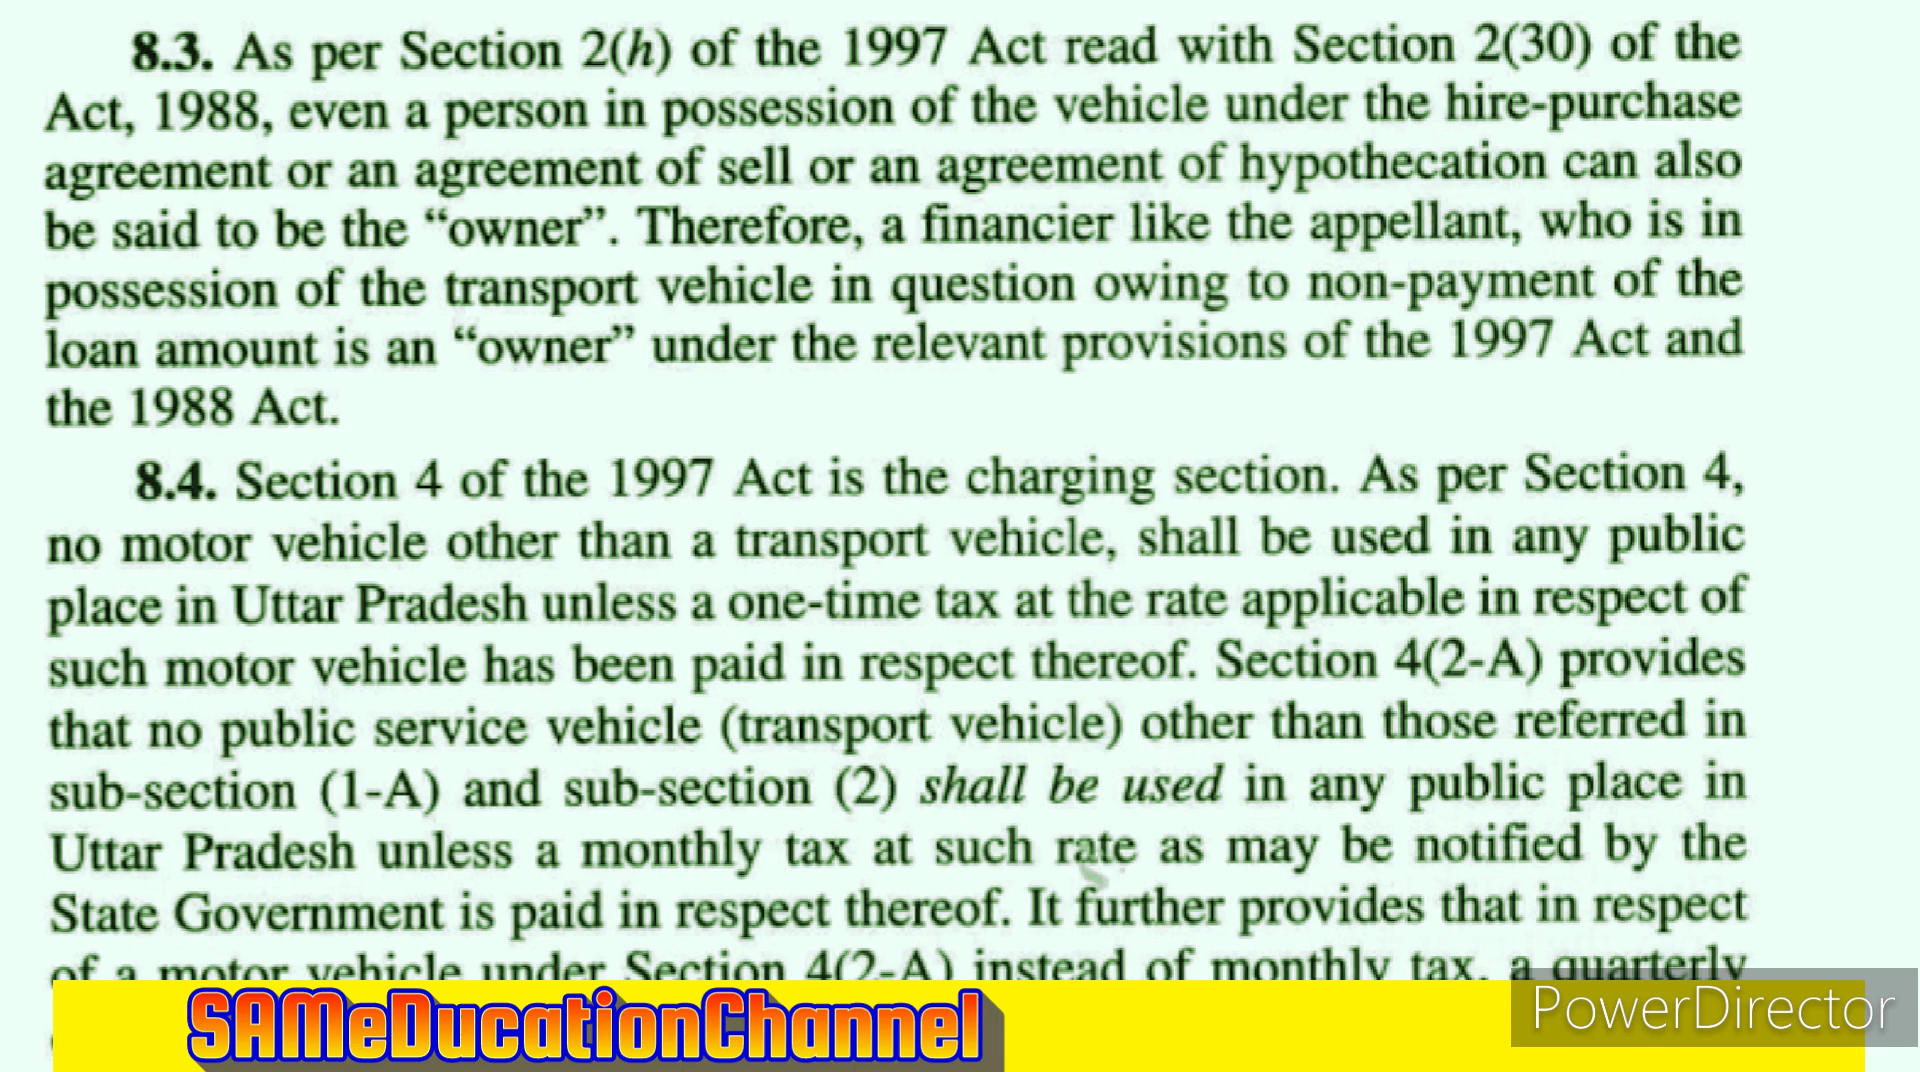 8.3. As per Section 2(h) of the 1997 Act read with Section 2(30) of the
Act, 1988, even a person in possession of the vehicle under the hire-purchase
agreement or an agreement of sell or an agreement of hypothecation can also
be said to be the “owner”. Therefore, a financier like the appellant, who is in
possession of the transport vehicle in question owing to non-payment of the
loan amount is an “owner” under the relevant provisions of the 1997 Act and
the 1988 Act.
8.4. Section 4 of the 1997 Act is the charging section. As per Section 4,
no motor vehicle other than a transport vehicle, shall be used in any public
place in Uttar Pradesh unless a one-time tax at the rate applicable in respect of
such motor vehicle has been paid in respect thereof. Section 4(2-A) provides
that no public service vehicle (transport vehicle) other than those referred in
sub-section (1-A) and sub-section (2) shall be used in any public place in
Uttar Pradesh unless a monthly tax at such rate as may be notified by the
State Government is paid in respect thereof. It further provides that in respect
of a motor vehicle under Section 4(2-A) instead of monthly tax, a quarterly
SAMeDucationChannel
PowerDirector